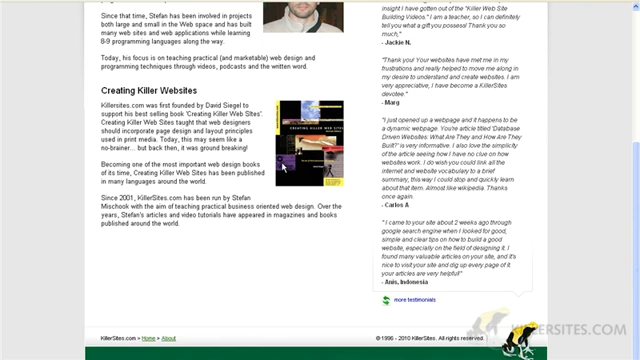 Since that time, Stefan has been involved in projects
both large and small in the Web space and has built
many web sites and web applications while learning
8-9 programming languages along the way.
Today, his focus is on teaching practical (and marketable) web design and
programming techniques through videos, podcasts and the written word.
Creating Killer Websites
Killersites.com was first founded by David Siegel to
support his best selling book 'Creating Killer Web Sites'.
Creating Killer Web Sites taught that web designers
should incorporate page design and layout principles
used in print media. Today, this may seem like a
no-brainer... but back then, it was ground breaking!
Becoming one of the most important web design books
of its time, Creating Killer Web Sites has been published
in many languages around the world.
Since 2001, KillerSites.com has been run by Stefan
Mischook with the aim of teaching practical business oriented web design. Over the
years, Stefan's articles and video tutorials have appeared in magazines and books
published around the world.
insight I have gotten out of the "Killer Web Site
Building Videos." I am a teacher, so I can definitely
tell you what a gift you possess! Thank you so
much,"
- Jackie N.
"Thank you! Your websites have met me in my
frustrations and really helped to move me along in
my desire to understand and create websites. I am
very appreciative, I have become a KillerSites
devotee."
- Marg
"I just opened up a webpage and it happens to be
a dynamic webpage. You're article titled 'Database
Driven Websites: What Are They and How Are They
Built?' is very informative. I also love the simplicity
of the article seeing how I have no clue on how
websites work. I do wish you could link all the
internet and website vocabulary to a brief
summary, this way I could stop and quickly learn
about that item. Almost like wikipedia. Thanks
once again.
- Carlos A
"I came to your site about 2 weeks ago through
google search engine when I looked for good,
simple and clear tips on how to build a good
website, especially on the field of designing it. I
found many valuable articles on your site, and it's
nice to visit your site and dig up every page of it.
your articles are very helpful!"
- Anis, Indonesia
more testimonials
KillerSites.com » Home » About
© 1996 - 2010 KillerSites. All rights reserved.
KILLERSITES.COM